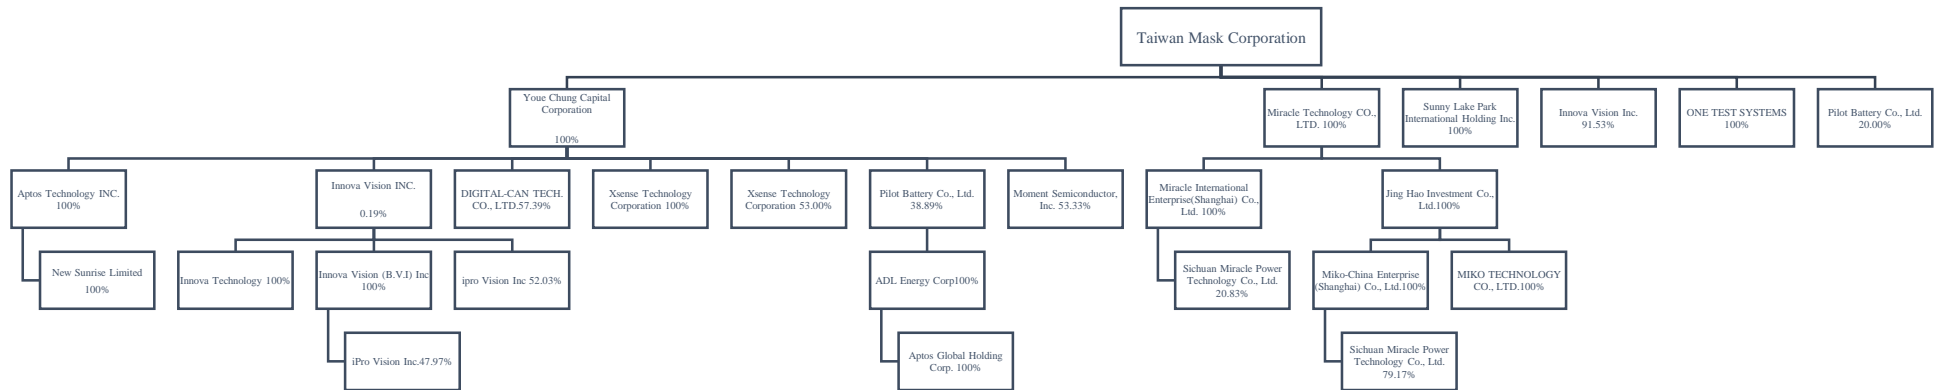 Taiwan Mask Corporation
Youe Chung Capital
Corporation
100%
Miracle Technology CO.,
LTD. 100%
Sunny Lake Park
International Holding Inc.
100%
Innova Vision Inc.
91.53%
ONE TEST SYSTEMS
100%
Pilot Battery Co., Ltd.
20.00%
Aptos Technology INC.
100%
Innova Vision INC.
0.19%
DIGITAL-CAN TECH.
CO., LTD.57.39%
Xsense Technology
Corporation 100%
Xsense Technology
Corporation 53.00%
Pilot Battery Co., Ltd.
38.89%
Moment Semiconductor,
Inc. 53.33%
Miracle International
Enterprise(Shanghai) Co.,
Ltd. 100%
Jing Hao Investment Co.,
Ltd.100%
New Sunrise Limited
100%
Innova Technology 100%
Innova Vision (B.V.I) Inc
100%
ipro Vision Inc 52.03%
ADL Energy Corp100%
Sichuan Miracle Power
Technology Co., Ltd.
20.83%
Miko-China Enterprise
(Shanghai) Co., Ltd.100%
MIKO TECHNOLOGY
CO., LTD.100%
iPro Vision Inc.47.97%
Aptos Global Holding
Corp. 100%
Sichuan Miracle Power
Technology Co., Ltd.
79.17%